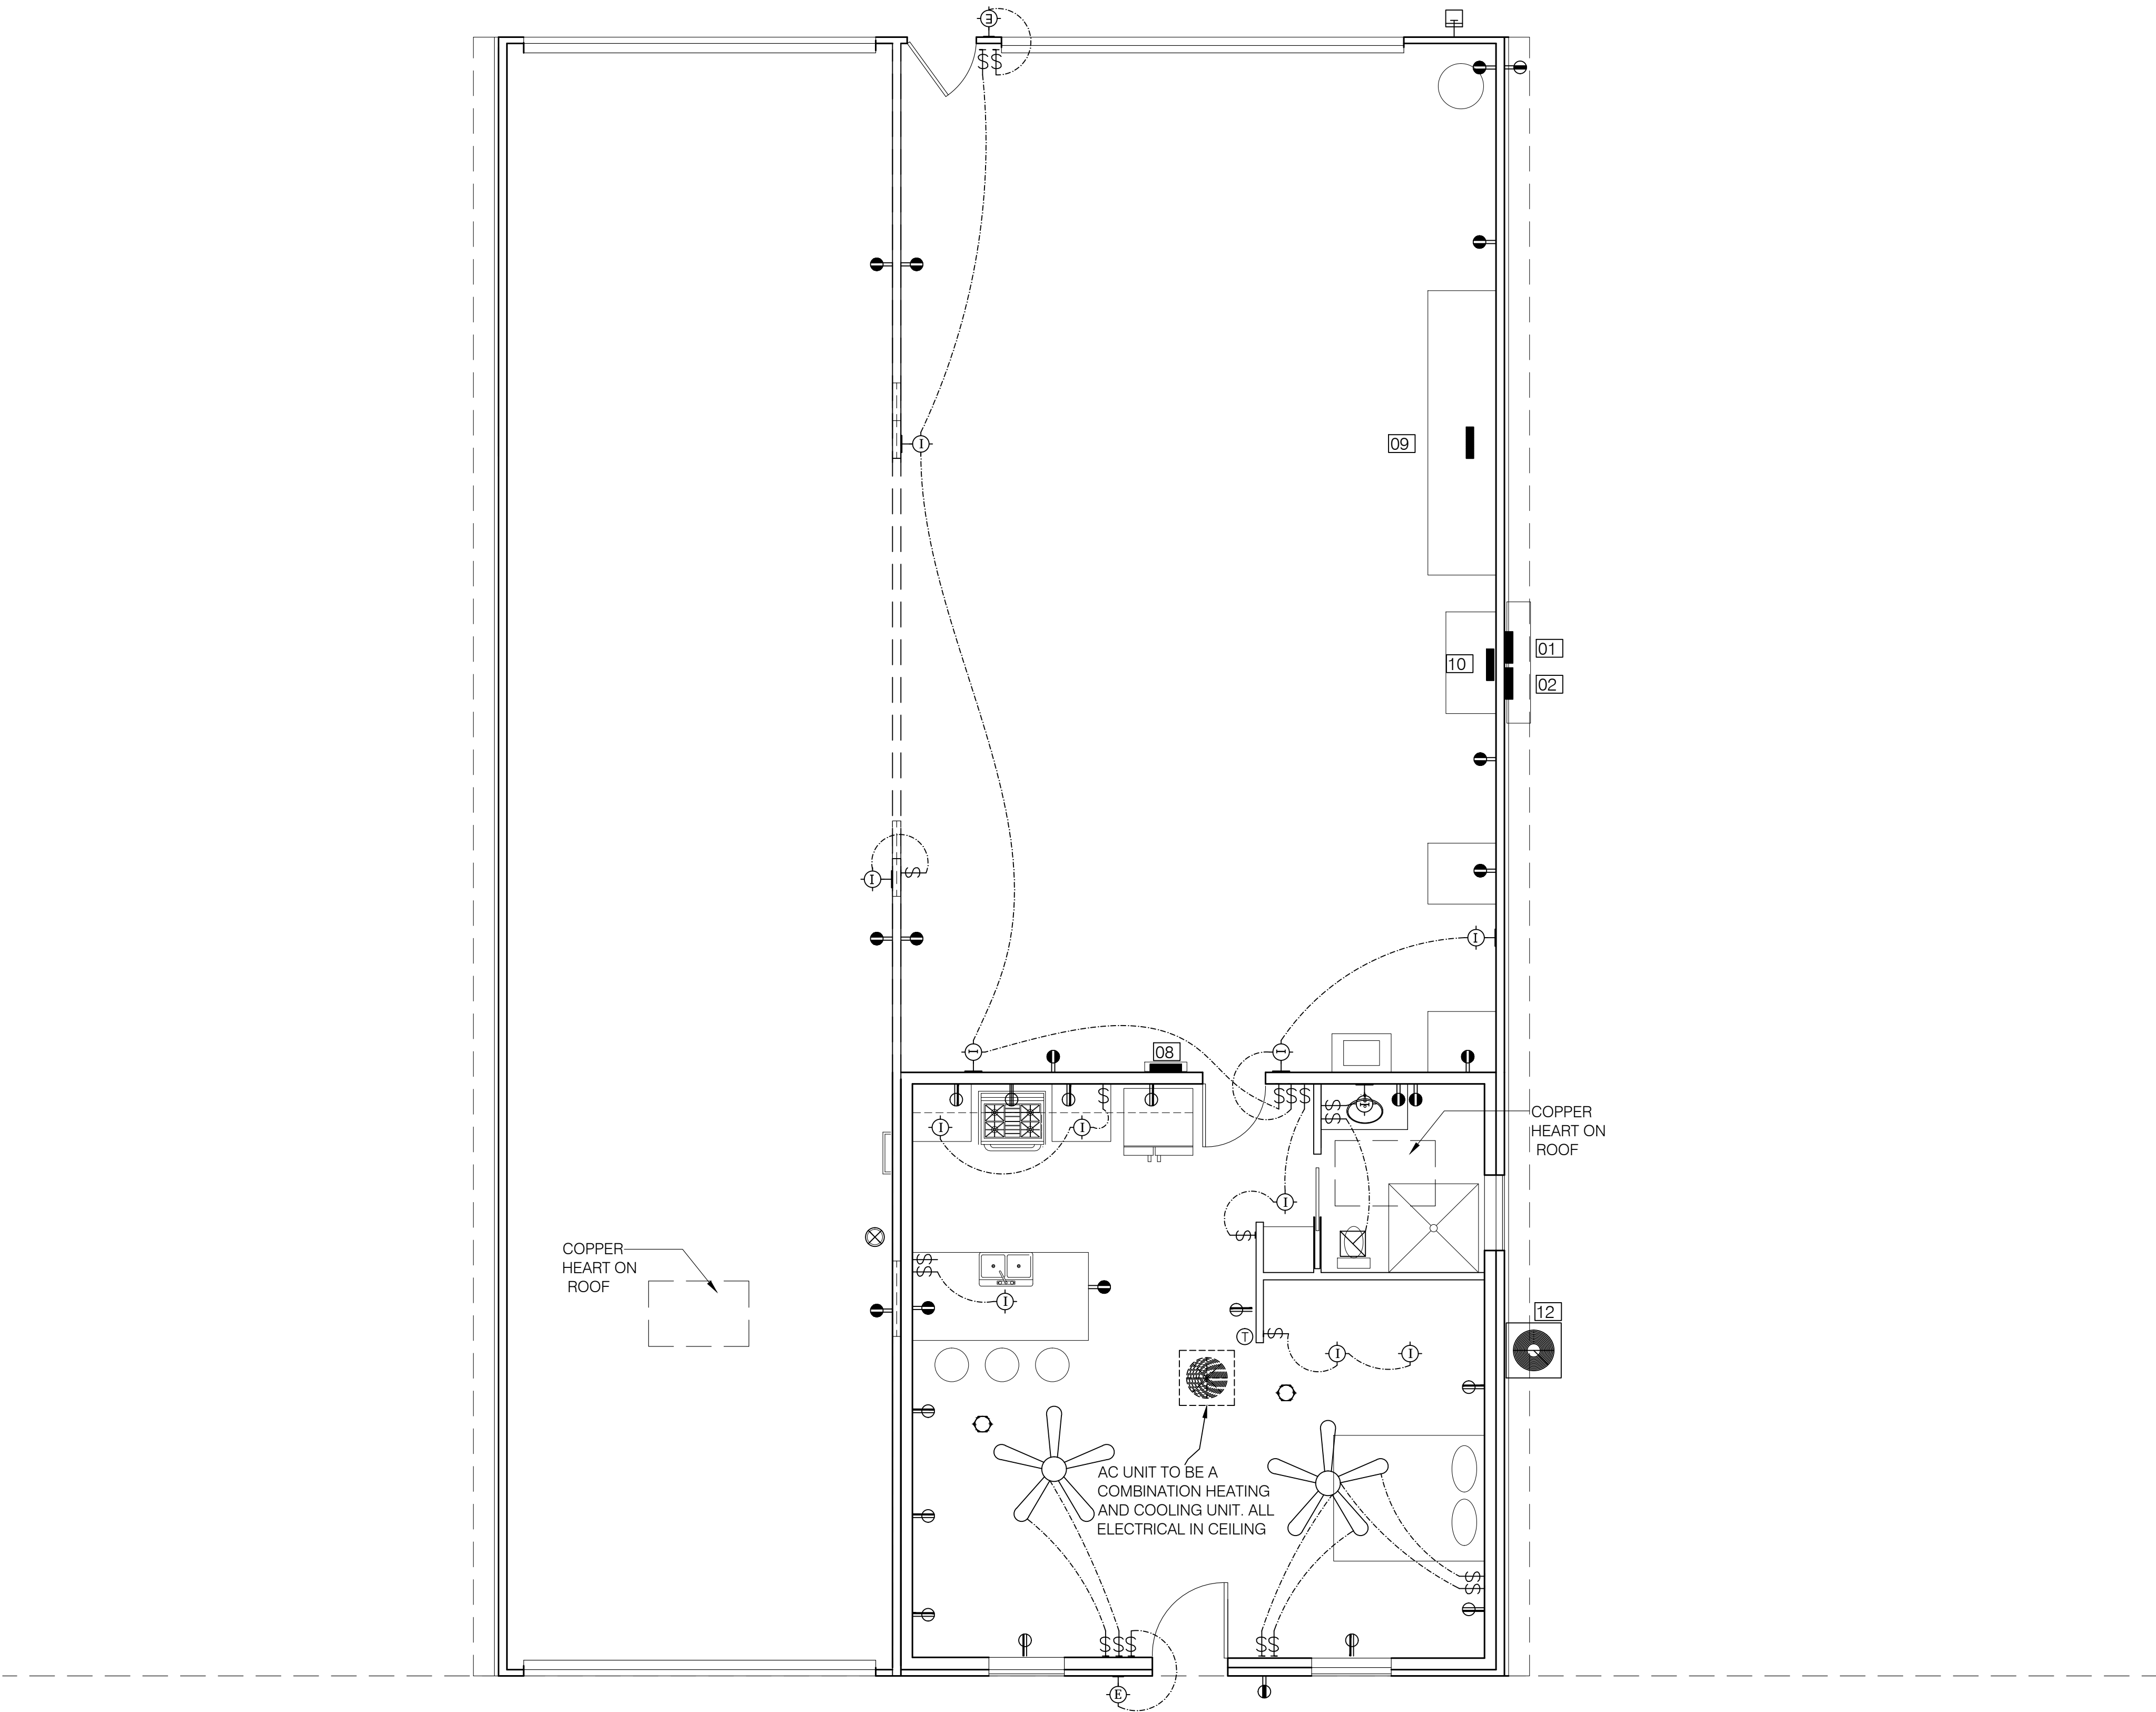 E
$$
I
09
10
01
02
I
$
I
I
08
I
$
$$$
$
$
I
I
I
COPPER
HEART ON
ROOF
I
$
COPPER
HEART ON
ROOF
$
$
I
12
T
$
I
I
AC UNIT TO BE A
COMBINATION HEATING
AND COOLING UNIT. ALL
ELECTRICAL IN CEILING
$
$
$$$
$$
E